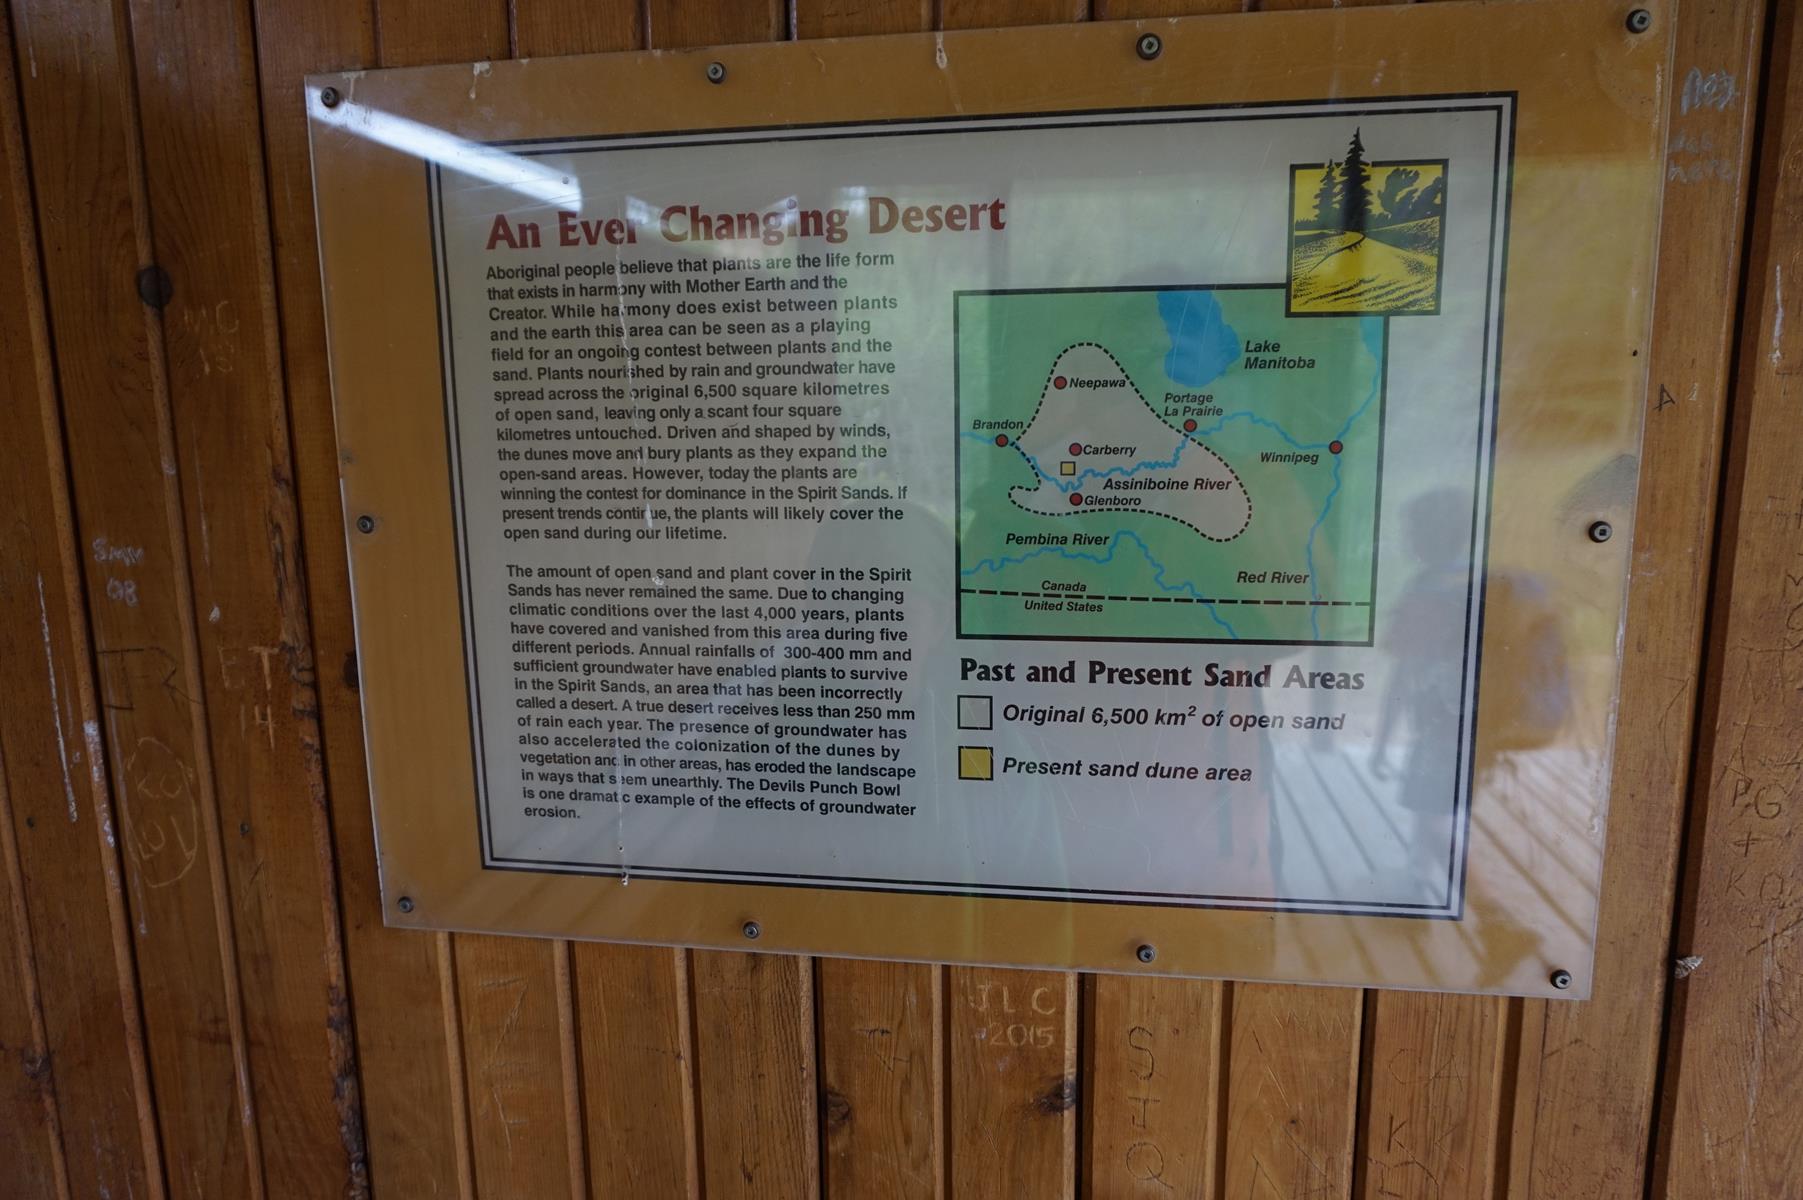 An Ever Changing Desert
Aboriginal people believe that plants are the life form
that exists in harmony with Mother Earth and the
Creator. While harmony does exist between plants
and the earth this area can be seen as a playing
field for an ongoing contest between plants and the
sand. Plants nourished by rain and groundwater have
spread across the original 6,500 square kilometres
of open sand, leaving only a scant four square
kilometres untouched. Driven and shaped by winds,
the dunes move and bury plants as they expand the
open-sand areas. However, today the plants are
winning the contest for dominance in the Spirit Sands. If
present trends continue, the plants will likely cover the
open sand during our lifetime.
The amount of open sand and plant cover in the Spirit
Sands has never remained the same. Due to changing
climatic conditions over the last 4,000 years, plants
have covered and vanished from this area during five
different periods. Annual rainfalls of 300-400 mm and
sufficient groundwater have enabled plants to survive
in the Spirit Sands, an area that has been incorrectly
called a desert. A true desert receives less than 250 mm
of rain each year. The presence of groundwater has
also accelerated the colonization of the dunes by
vegetation and in other areas, has eroded the landscape
in ways that seem unearthly. The Devils Punch Bowl
is one dramatic example of the effects of groundwater
erosion.
Lake
Manitoba
Neepawa
Portage
La Prairie
Brandon
Carberry
Winnipeg
Assiniboine River
Glenboro
Pembina River
Red River
Canada
United States
Past and Present Sand Areas
Original 6,500 km² of open sand
Present sand dune area
was
here
ET
14
JLC
2015
S
Q
PG
+